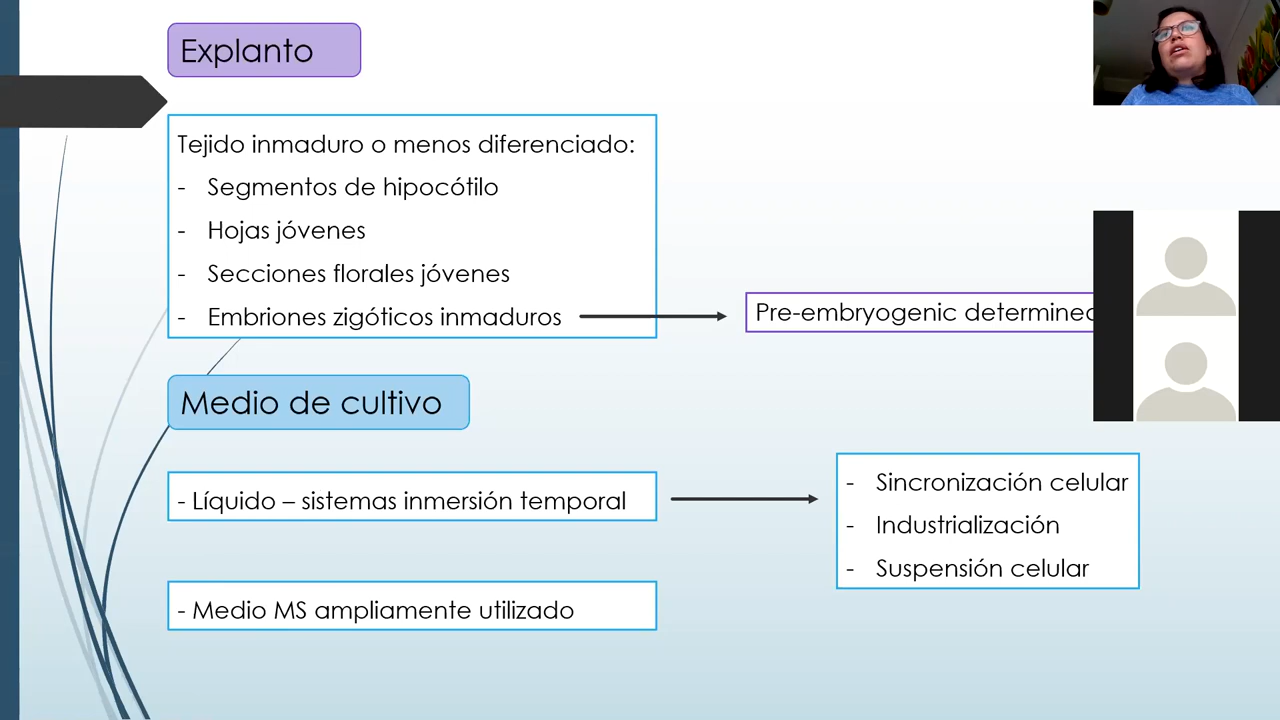 Explanto
Tejido inmaduro o menos diferenciado:
- Segmentos de hipocótilo
- Hojas jóvenes
- Secciones florales jóvenes
- Embriones zigóticos inmaduros
Pre-embryogenic
Medio de cultivo
- Líquido – sistemas inmersión temporal
- Sincronización celular
- Industrialización
- Suspensión celular
- Medio MS ampliamente utilizado